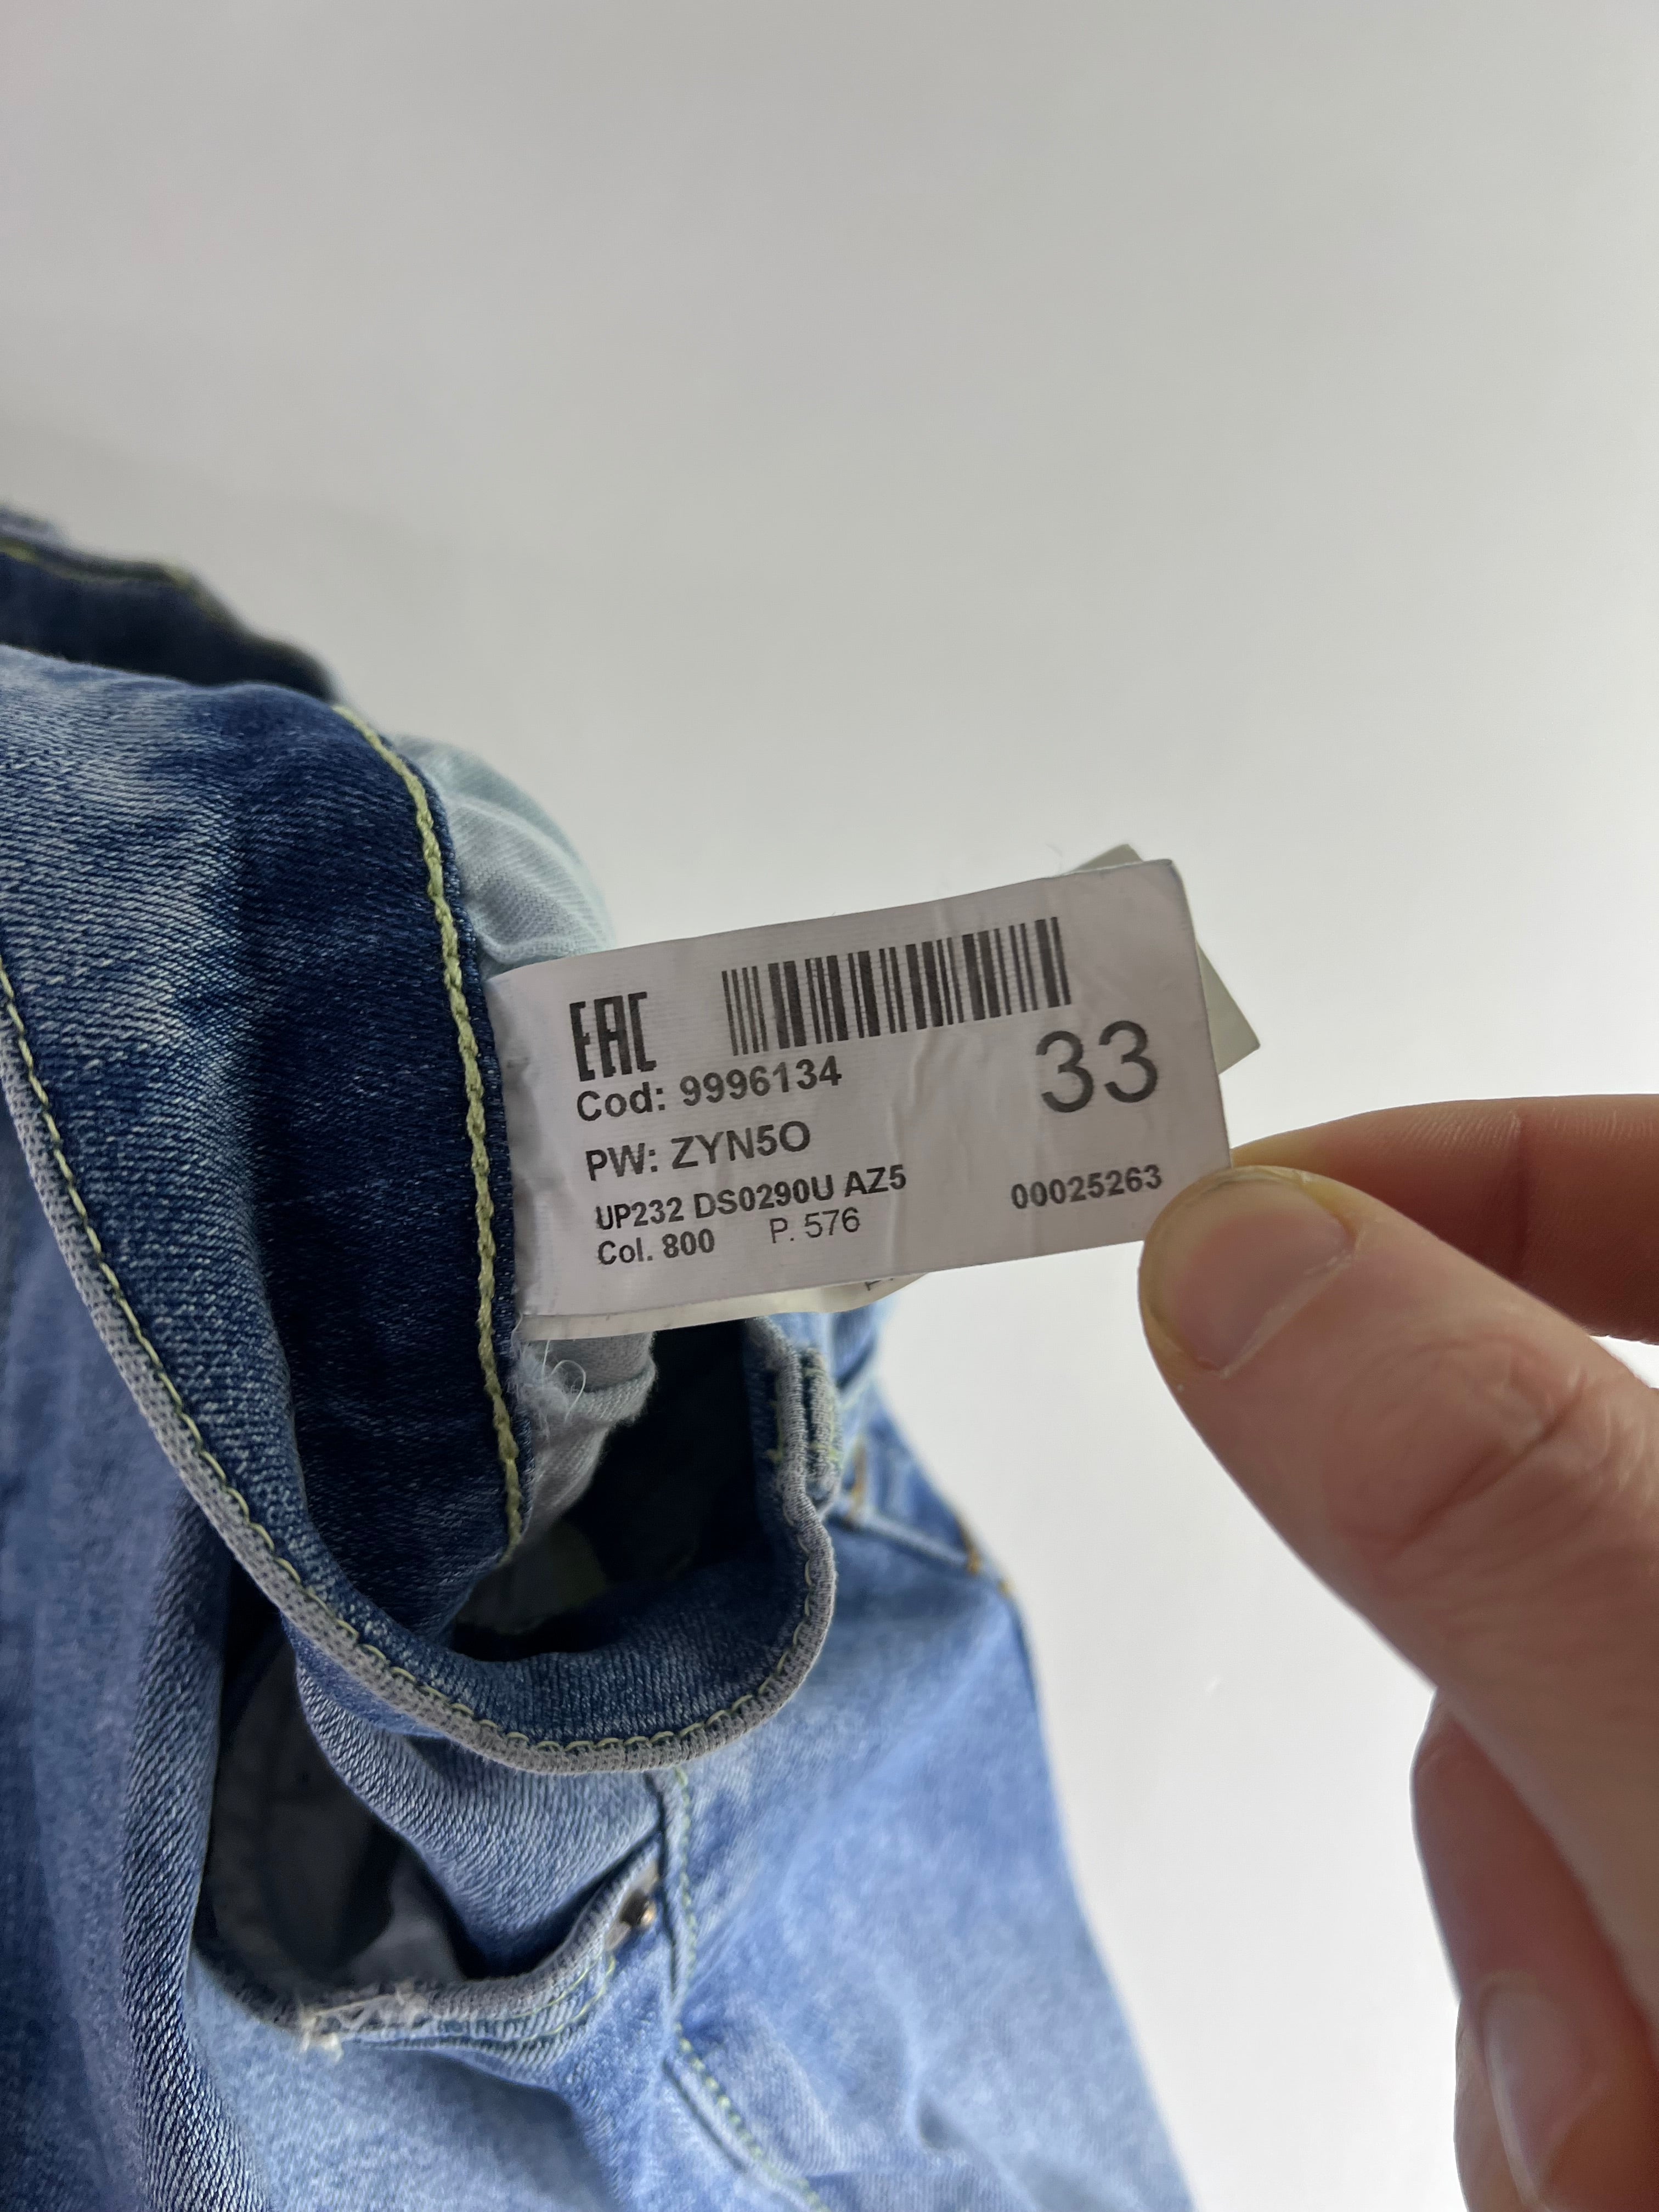 EAC
Cod: 9996134
33
PW: ZYN5O
UP232 DS0290U AZ5
00025263
Col. 800 P. 576